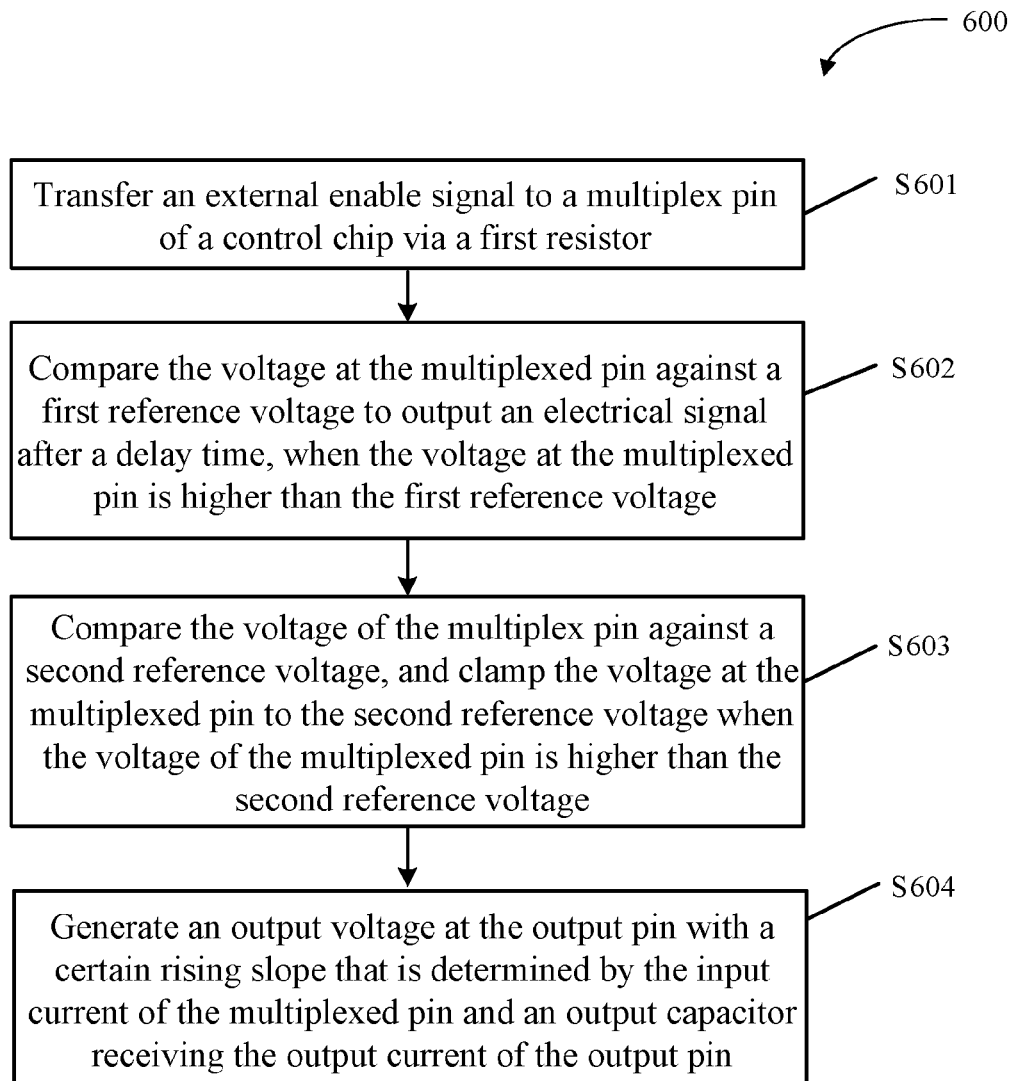 600
Transfer an external enable signal to a multiplex pin
of a control chip via a first resistor
S601
Compare the voltage at the multiplexed pin against a
first reference voltage to output an electrical signal
after a delay time, when the voltage at the multiplexed
pin is higher than the first reference voltage
S602
Compare the voltage of the multiplex pin against a
second reference voltage, and clamp the voltage at the
multiplexed pin to the second reference voltage when
the voltage of the multiplexed pin is higher than the
second reference voltage
S603
Generate an output voltage at the output pin with a
certain rising slope that is determined by the input
current of the multiplexed pin and an output capacitor
receiving the output current of the output pin
S604